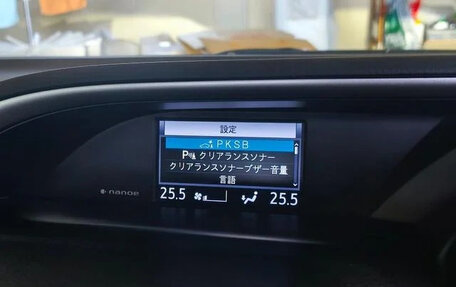 設定
PKSB
P クリアランスソナー
クリアランスソナーブザー音量
言語
nanoe
25.5 25.5